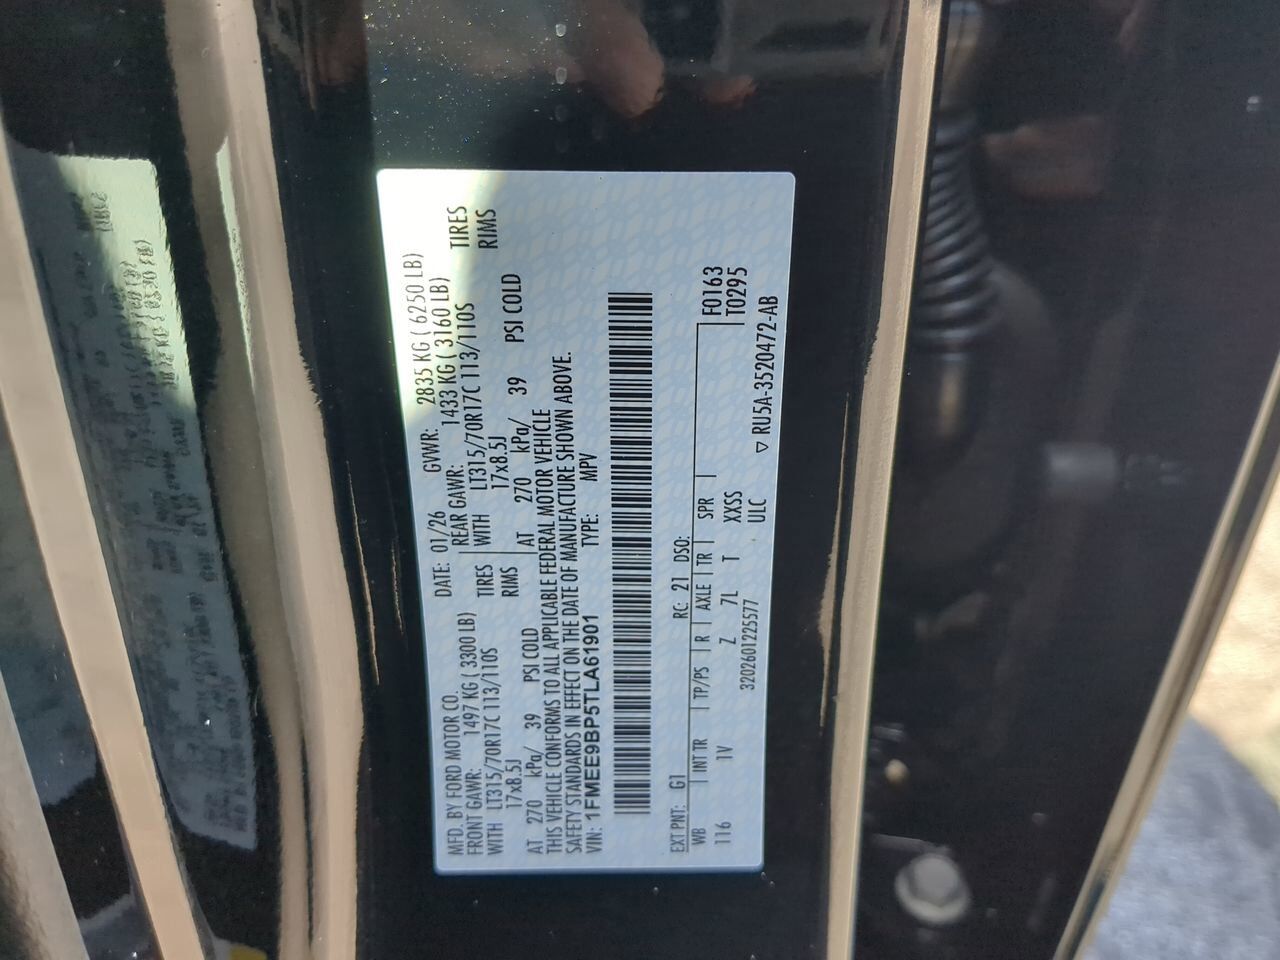 MFD. BY FORD MOTOR CO.
DATE: 01/26 GVWR: 2835 KG ( 6250 LB)
FRONT GAWR: 1497 KG ( 3300 LB) REAR GAWR: 1433 KG ( 3160 LB)
WITH LT315/70R17C 113/110S TIRES WITH LT315/70R17C 113/110S TIRES
17x8.5J RIMS 17x8.5J RIMS
AT 270 kPa/ 39 PSI COLD AT 270 kPa/ 39 PSI COLD
THIS VEHICLE CONFORMS TO ALL APPLICABLE FEDERAL MOTOR VEHICLE
SAFETY STANDARDS IN EFFECT ON THE DATE OF MANUFACTURE SHOWN ABOVE.
VIN: 1FMEE9BP5TLA61901 TYPE: MPV
EXT PNT: G1 RC: 21 DSO:
WB INT TR TP/PS R AXLE TR SPR F0163
116 1V Z 7L T XXSS T0295
3202601225577 ULC ▽ RU5A-3520472-AB